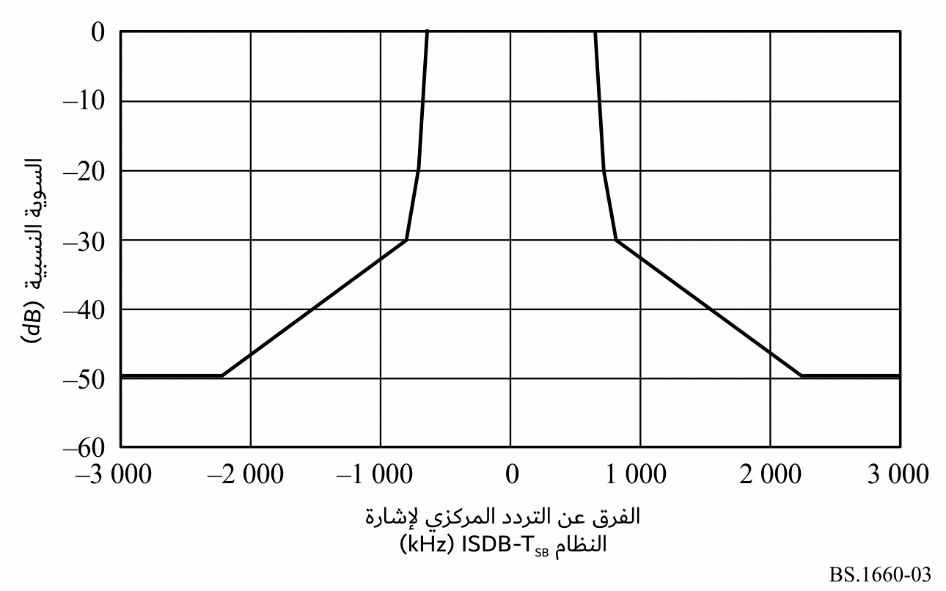 0
–10
–20
–30
–40
–50
–60
السوية النسبية (dB)
–3 000 –2 000 –1 000 0 1 000 2 000 3 000
الفرق عن التردد المركزي لإشارة
النظام ISDB-TSB (kHz)
BS.1660-03